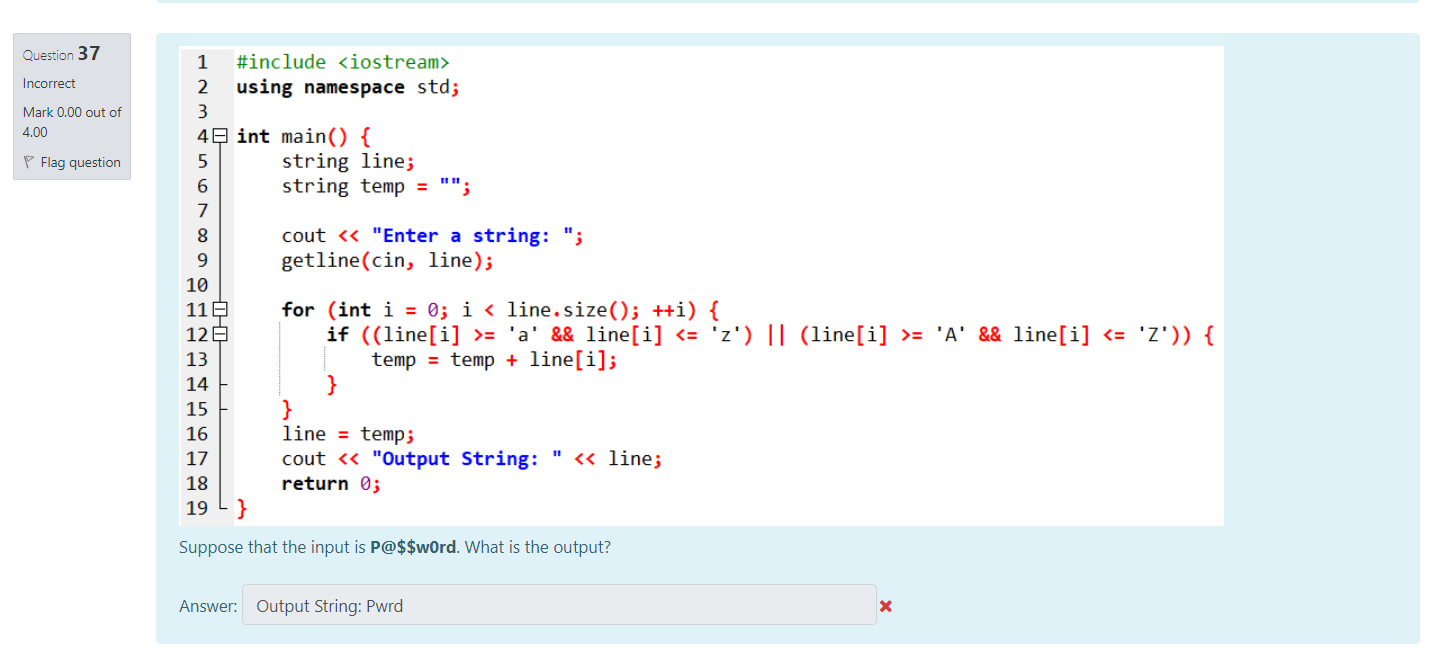 Question 37
Incorrect
Mark 0.00 out of
4.00
Flag question
1 #include <iostream>
2 using namespace std;
3
4 int main() {
5 string line;
6 string temp = "";
7
8 cout << "Enter a string: ";
9 getline(cin, line);
10
11 for (int i = 0; i < line.size(); ++i) {
12 if ((line[i] >= 'a' && line[i] <= 'z') || (line[i] >= 'A' && line[i] <= 'Z')) {
13 temp = temp + line[i];
14 }
15 }
16 line = temp;
17 cout << "Output String: " << line;
18 return 0;
19 }
Suppose that the input is P@$$w0rd. What is the output?
Answer: Output String: Pwrd